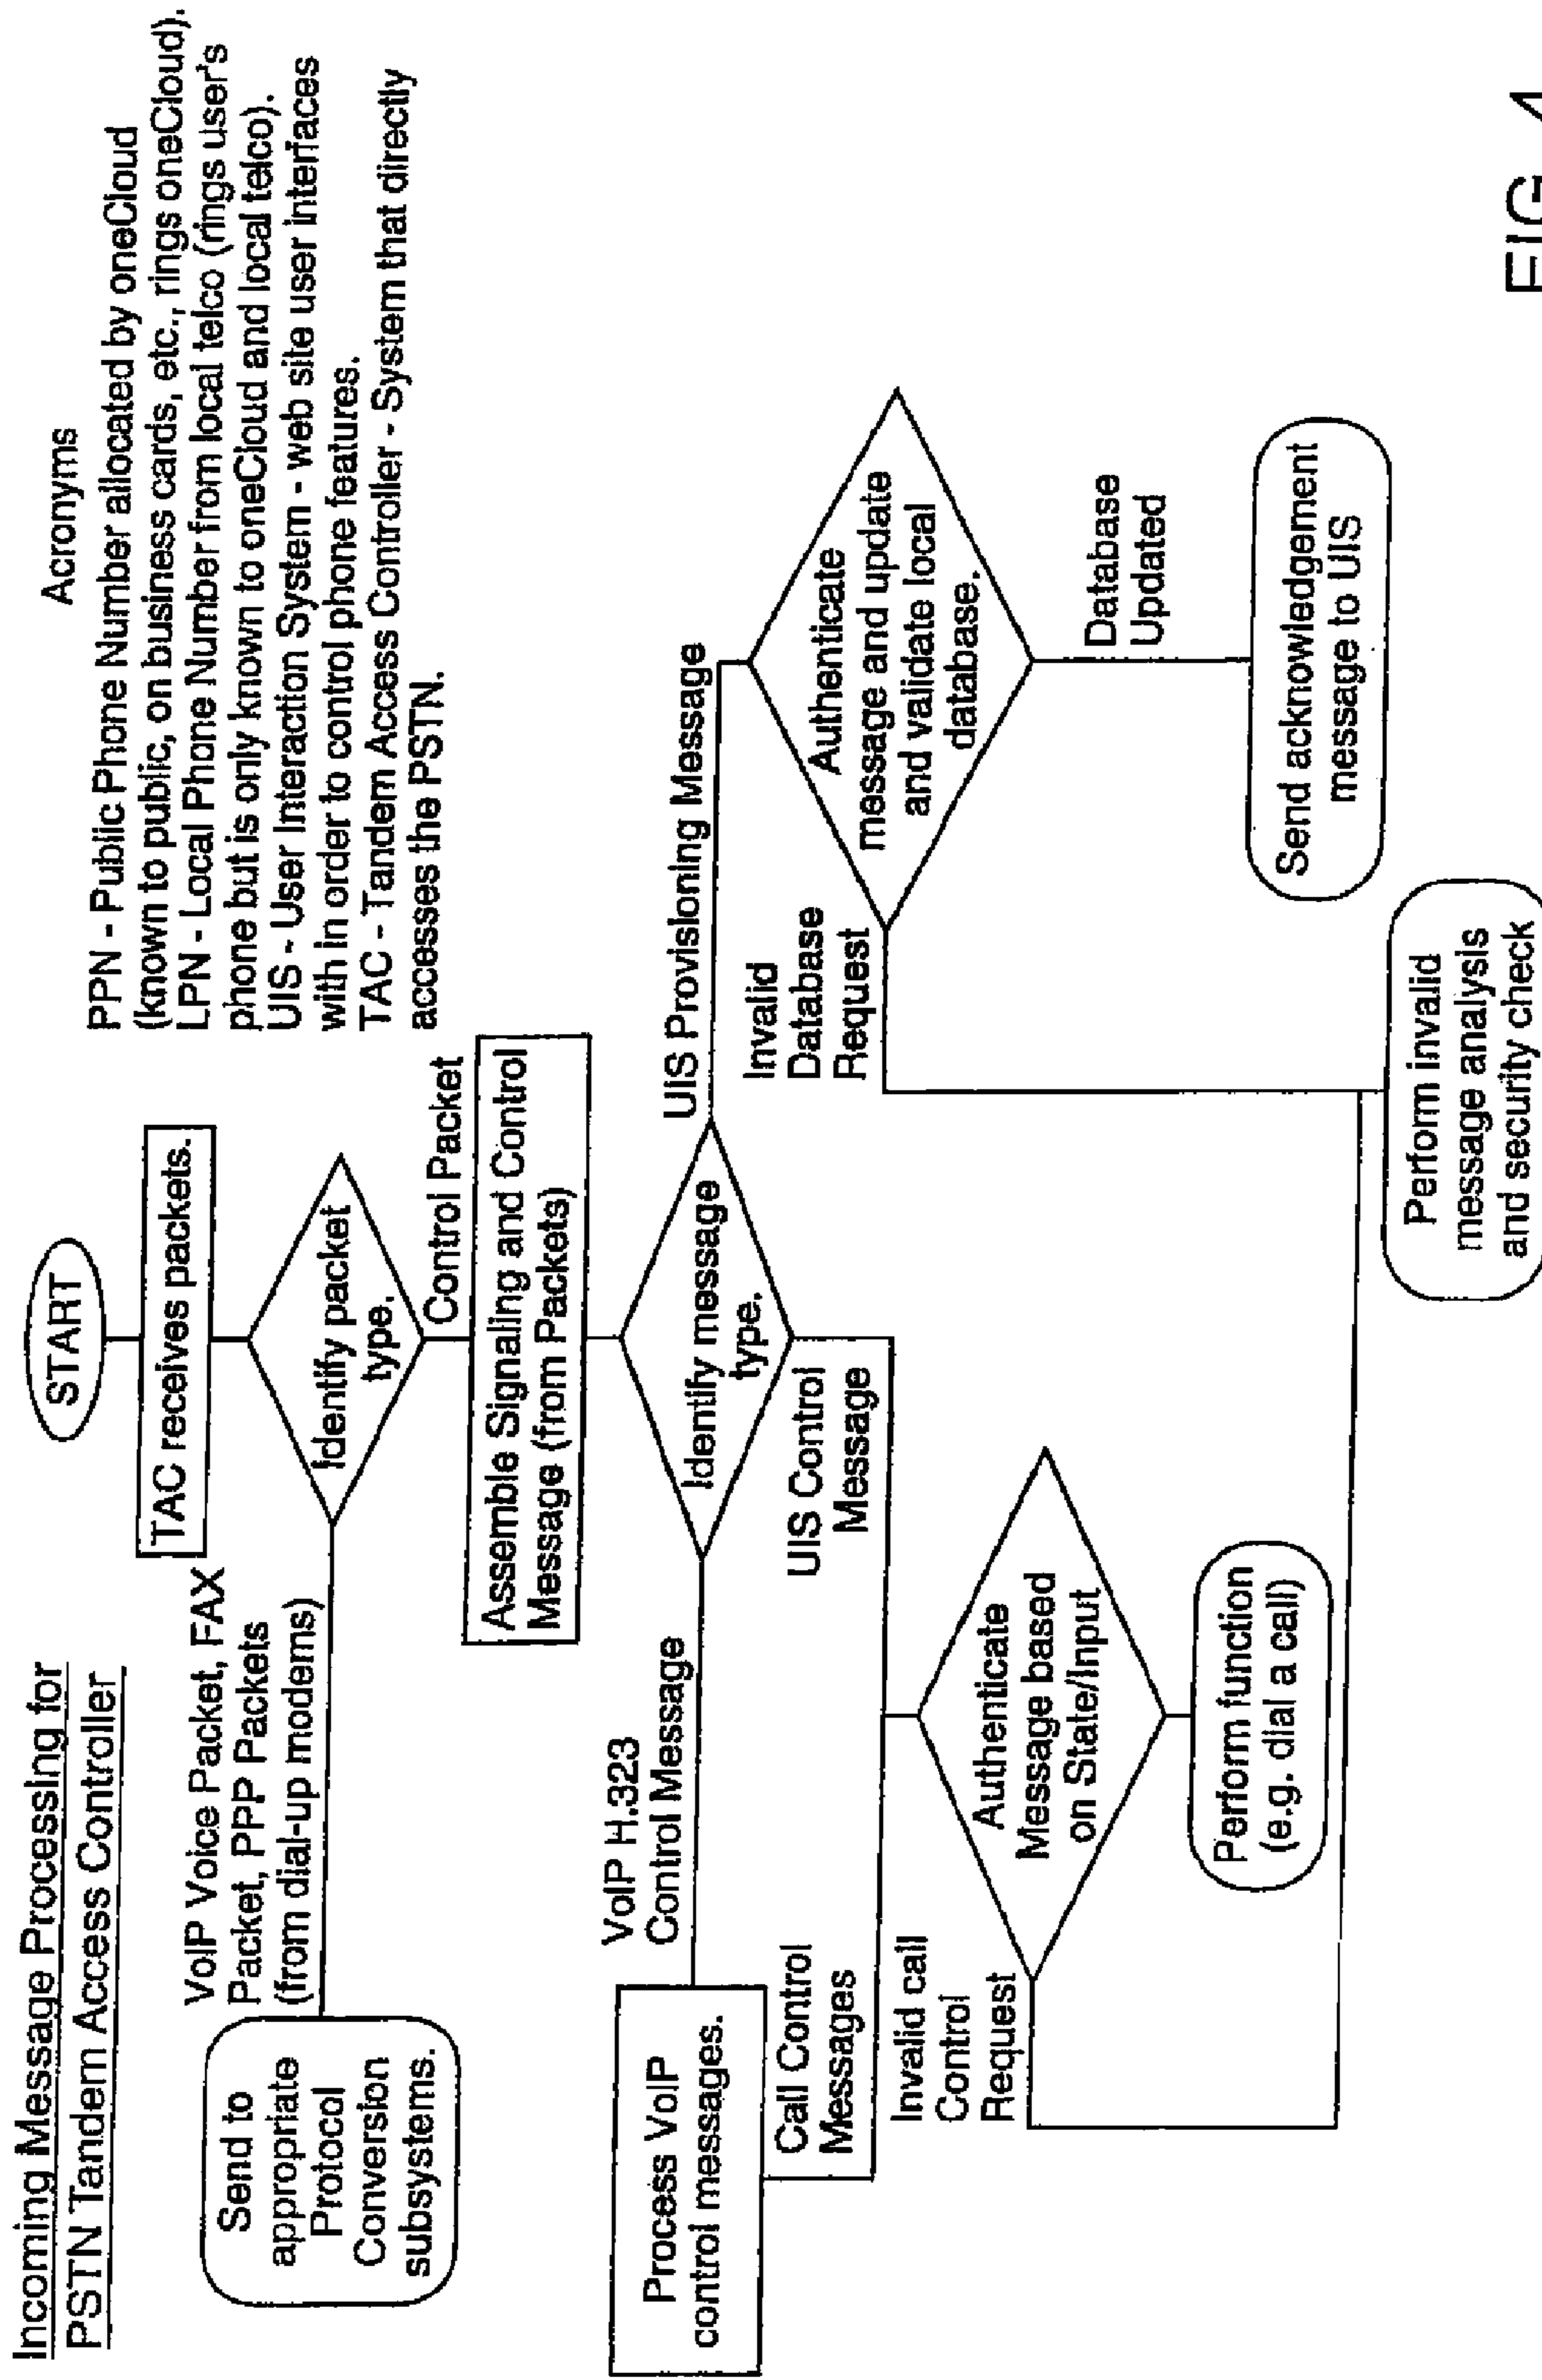 Incoming Message Processing for
PSTN Tandem Access Controller
Acronyms
PPN - Public Phone Number allocated by oneCloud
(known to public, on business cards, etc., rings oneCloud).
LPN - Local Phone Number from local telco (rings user's
phone but is only known to oneCloud and local telco).
UIS - User Interaction System - web site user interfaces
with in order to control phone features.
TAC - Tandem Access Controller - System that directly
accesses the PSTN.
START
TAC receives packets.
Identify packet
type.
VoIP Voice Packet, FAX
Packet, PPP Packets
(from dial-up modems)
Send to
appropriate
Protocol
Conversion
subsystems.
Control Packet
Assemble Signaling and Control
Message (from Packets)
Identify message
type.
VoIP H.323
Control Message
Process VoIP
control messages.
Call Control
Messages
UIS Control
Message
UIS Provisioning Message
Authenticate
Message based
on State/Input
Invalid call
Control
Request
Perform function
(e.g. dial a call)
Authenticate
message and update
and validate local
database.
Invalid
Database
Request
Database
Updated
Send acknowledgement
message to UIS
Perform invalid
message analysis
and security check
FIG. 4